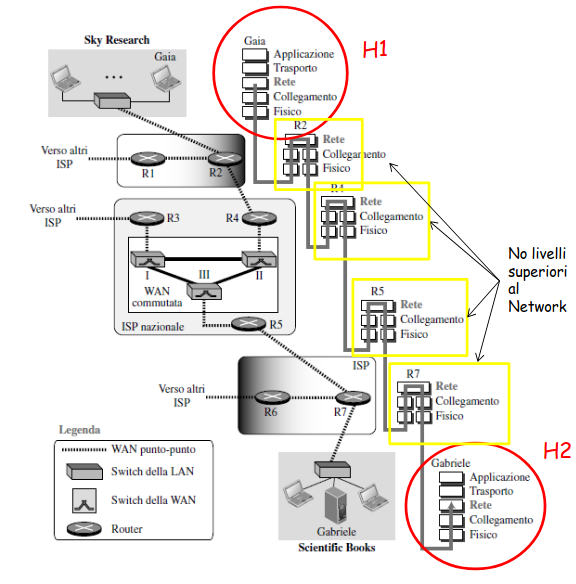 Sky Research
Gaia
...
Gaia
Applicazione
Trasporto
Rete
Collegamento
Fisico
H1
Verso altri
ISP
R1
R2
R2
Rete
Collegamento
Fisico
Verso altri
ISP
R3
R4
R4
Rete
Collegamento
Fisico
No livelli
superiori
al
Network
I
III
II
WAN
commutata
ISP nazionale
R5
R5
Rete
Collegamento
Fisico
ISP
Verso altri
ISP
R6
R7
R7
Rete
Collegamento
Fisico
Legenda
WAN punto-punto
Switch della LAN
Switch della WAN
Router
Gabriele
Scientific Books
H2
Gabriele
Applicazione
Trasporto
Rete
Collegamento
Fisico